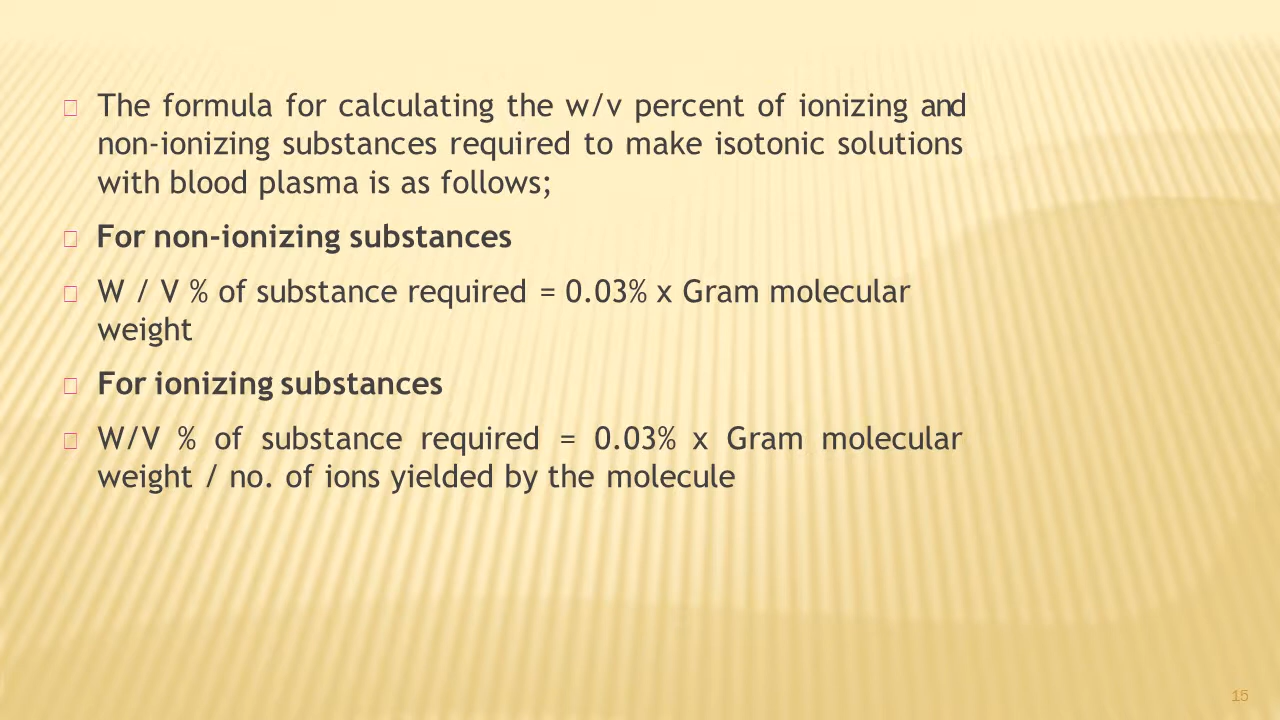 The formula for calculating the w/v percent of ionizing and
non-ionizing substances required to make isotonic solutions
with blood plasma is as follows;
For non-ionizing substances
W / V % of substance required = 0.03% x Gram molecular
weight
For ionizing substances
W/V % of substance required = 0.03% x Gram molecular
weight / no. of ions yielded by the molecule
15